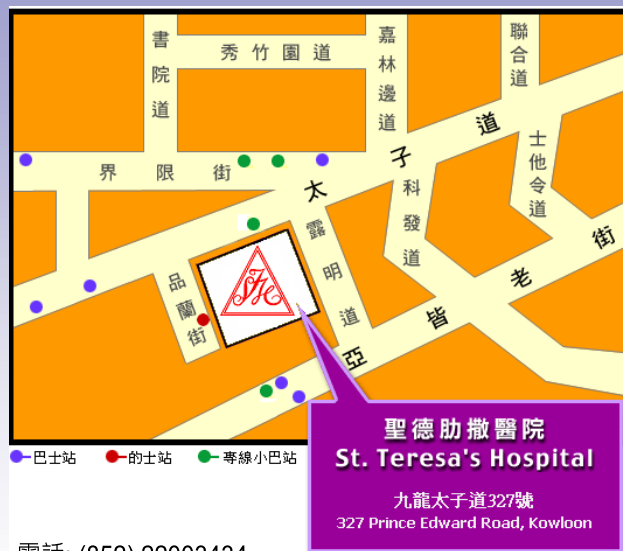 書院道
秀竹園道
嘉林邊道
聯合道
界限街
太子道
士他令道
科發道
露明道
品蘭街
亞皆老街
STH
巴士站
的士站
專線小巴站
聖德肋撒醫院
St. Teresa's Hospital
九龍太子道327號
327 Prince Edward Road, Kowloon